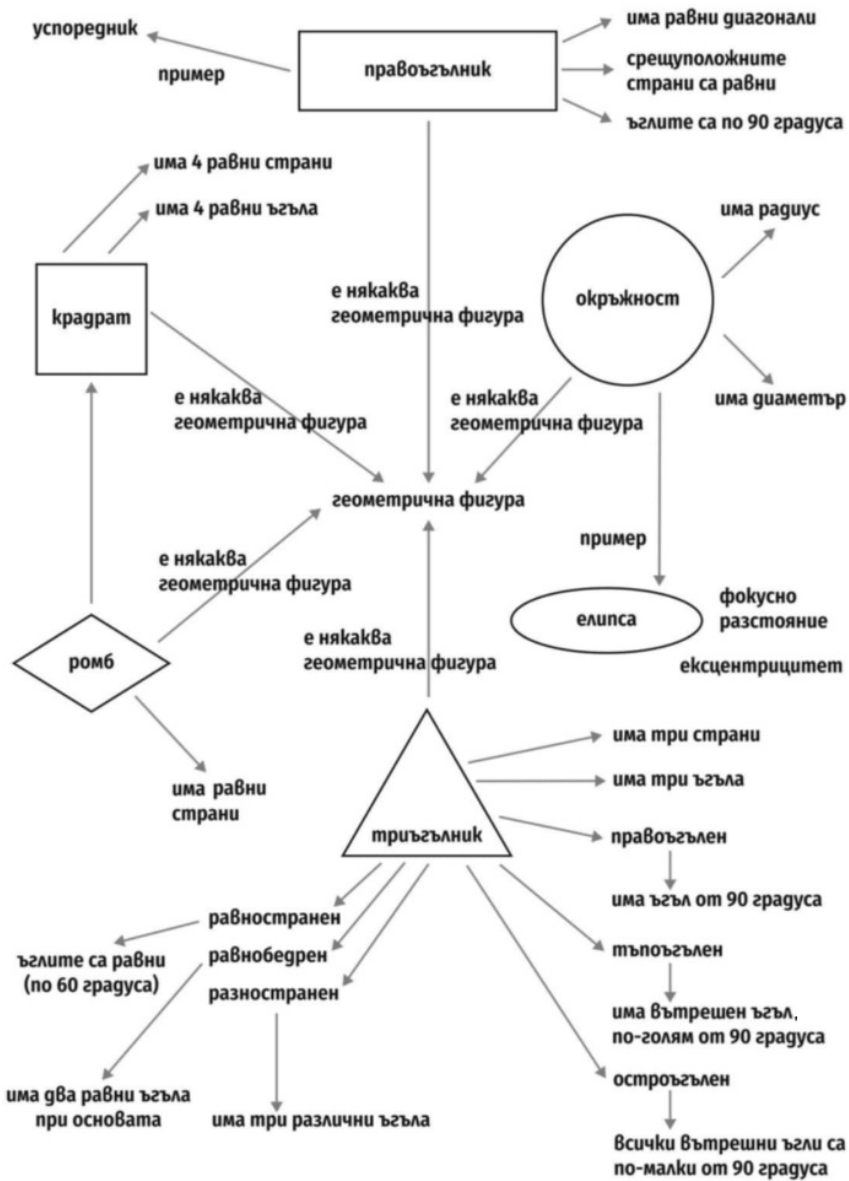 успоредник
пример
правоъгълник
има равни диагонали
срещуположните
страни са равни
ъглите са по 90 градуса
има 4 равни страни
има 4 равни ъгъла
крадрат
е някаква
геометрична фигура
окръжност
има радиус
има диаметър
е някаква
геометрична фигура
е някаква
геометрична фигура
геометрична фигура
пример
елипса
фокусно
разстояние
ексцентрицитет
е някаква
геометрична фигура
ромб
има равни
страни
е някаква
геометрична фигура
триъгълник
има три страни
има три ъгъла
правоъгълен
има ъгъл от 90 градуса
тъпоъгълен
има вътрешен ъгъл,
по-голям от 90 градуса
остроъгълен
всички вътрешни ъгли са
по-малки от 90 градуса
равностранен
равнобедрен
разностранен
ъглите са равни
(по 60 градуса)
има два равни ъгъла
при основата
има три различни ъгъла